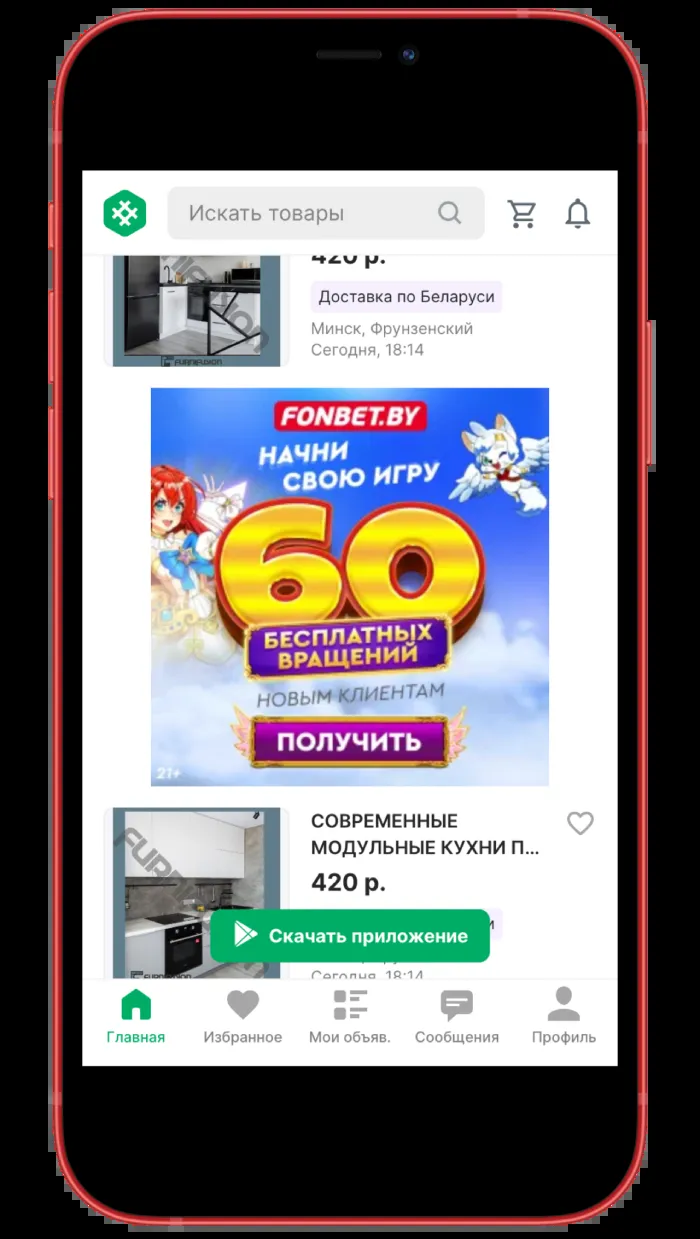 Искать товары
420 р.
Доставка по Беларуси
Минск, Фрунзенский
Сегодня, 18:14
FURNIFUSION
FONBET.BY
НАЧНИ
СВОЮ ИГРУ
60
БЕСПЛАТНЫХ
ВРАЩЕНИЙ
НОВЫМ КЛИЕНТАМ
ПОЛУЧИТЬ
21+
СОВРЕМЕННЫЕ
МОДУЛЬНЫЕ КУХНИ П...
420 р.
Скачать приложение
Сегодня, 18:14
FURNIFUSION
Главная
Избранное
Мои объяв.
Сообщения
Профиль